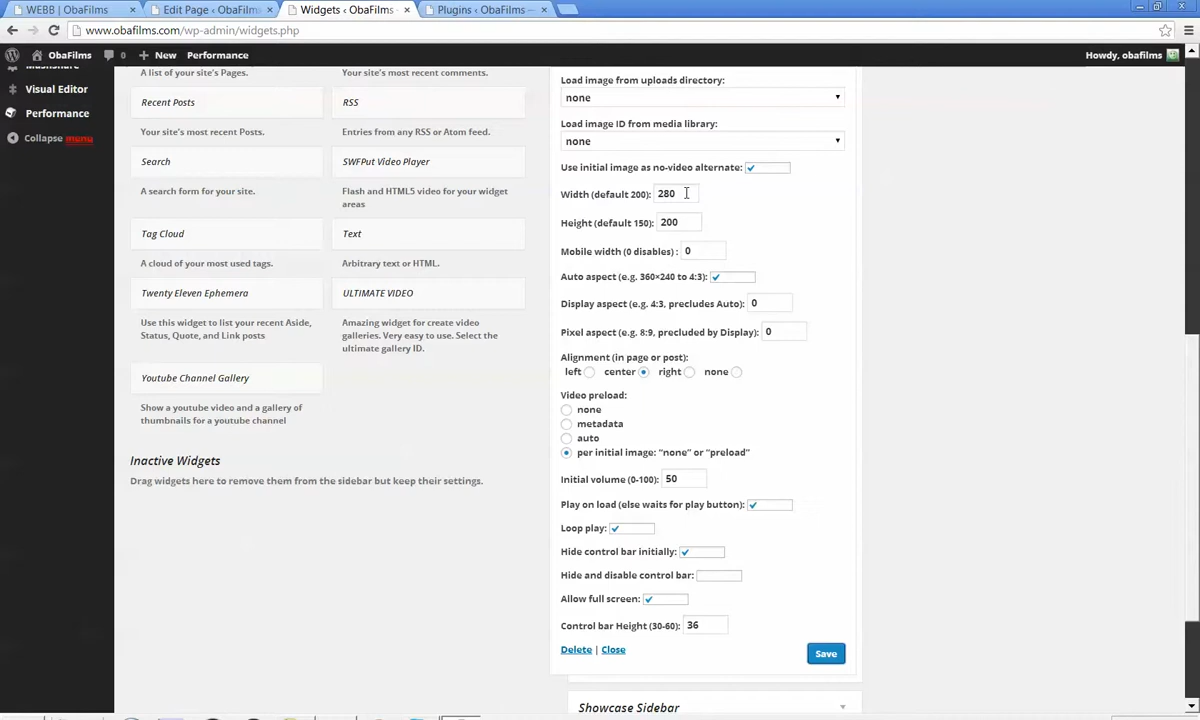 WEBB | ObaFilms
Edit Page ‹ ObaFilms
Widgets ‹ ObaFilms
Plugins ‹ ObaFilms —
www.obafilms.com/wp-admin/widgets.php
ObaFilms
0
New
Performance
Howdy, obafilms
Visual Editor
Performance
Collapse menu
A list of your site's Pages.
Your site's most recent comments.
Recent Posts
RSS
Your site's most recent Posts.
Entries from any RSS or Atom feed.
Search
SWFPut Video Player
A search form for your site.
Flash and HTML5 video for your widget
areas
Tag Cloud
Text
A cloud of your most used tags.
Arbitrary text or HTML.
Twenty Eleven Ephemera
ULTIMATE VIDEO
Use this widget to list your recent Aside,
Status, Quote, and Link posts
Amazing widget for create video
galleries. Very easy to use. Select the
ultimate gallery ID.
Youtube Channel Gallery
Show a youtube video and a gallery of
thumbnails for a youtube channel
Inactive Widgets
Drag widgets here to remove them from the sidebar but keep their settings.
Load image from uploads directory:
none
Load image ID from media library:
none
Use initial image as no-video alternate:
Width (default 200): 280
Height (default 150): 200
Mobile width (0 disables) : 0
Auto aspect (e.g. 360×240 to 4:3):
Display aspect (e.g. 4:3, precludes Auto): 0
Pixel aspect (e.g. 8:9, precluded by Display): 0
Alignment (in page or post):
left center right none
Video preload:
none
metadata
auto
per initial image: "none" or "preload"
Initial volume (0-100): 50
Play on load (else waits for play button):
Loop play:
Hide control bar initially:
Hide and disable control bar:
Allow full screen:
Control bar Height (30-60): 36
Delete | Close
Save
Showcase Sidebar